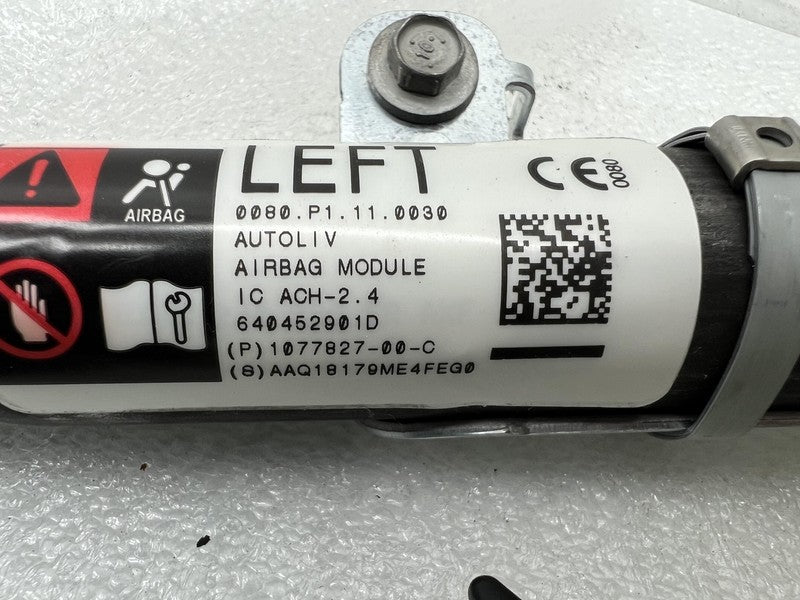 LEFT
CE 0080
AIRBAG
0080.P1.11.0030
AUTOLIV
AIRBAG MODULE
IC ACH-2.4
640452901D
(P)1077827-00-C
(S)AAQ18179ME4FEG0